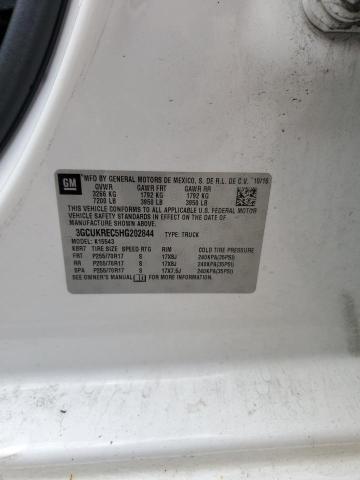 GM
MFD BY GENERAL MOTORS DE MEXICO, S. DE R.L. DE C.V. 10/16
GVWR GAWR FRT GAWR RR
3266 KG 1792 KG 1792 KG
7200 LB 3950 LB 3950 LB
THIS VEHICLE CONFORMS TO ALL APPLICABLE U.S. FEDERAL MOTOR
VEHICLE SAFETY AND THEFT PREVENTION STANDARDS IN EFFECT ON
THE DATE OF MANUFACTURE SHOWN ABOVE.
3GCUKREC5HG202844 TYPE: TRUCK
MODEL: K15543
KBR7 TIRE SIZE SPEED RTG RIM COLD TIRE PRESSURE
FRT P255/70R17 S 17X8J 240KPA(35PSI)
RR P255/70R17 S 17X8J 240KPA(35PSI)
SPA P255/70R17 S 17X7.5J 240KPA(35PSI)
SEE OWNER'S MANUAL FOR MORE INFORMATION.